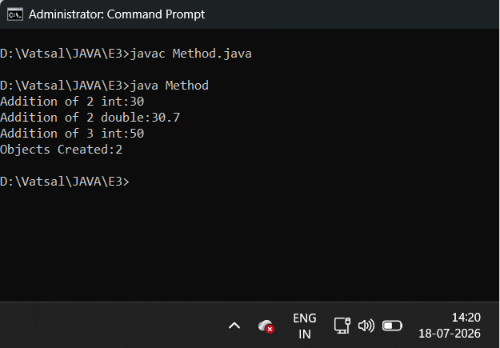 Administrator: Command Prompt
D:\Vatsal\JAVA\E3>javac Method.java
D:\Vatsal\JAVA\E3>java Method
Addition of 2 int:30
Addition of 2 double:30.7
Addition of 3 int:50
Objects Created:2
D:\Vatsal\JAVA\E3>
ENG
IN
14:20
18-07-2026